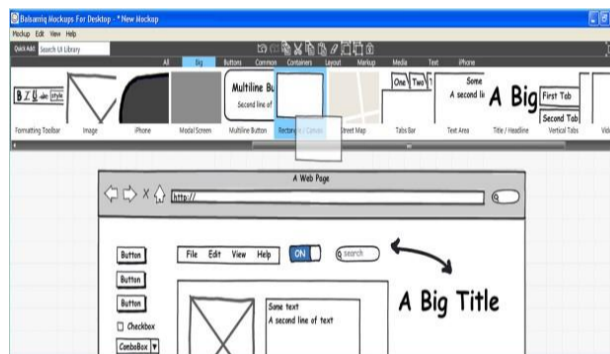 Balsamiq Mockups For Desktop - * New Mockup
Mockup Edit View Help
Quick Add Search UI Library
All Big Buttons Common Containers Layout Markup Media Text iPhone
B I U style
Multiline Bu
Second line of
One Two T
Some
A second li
A Big
First Tab
Second Tab
Formatting Toolbar Image iPhone Modal Screen Multiline Button Rectangle / Canvas Street Map Tabs Bar Text Area Title / Headline Vertical Tabs Vid
A Web Page
http://
Button
File Edit View Help
ON
search
Button
Button
Checkbox
ComboBox
Some text
A second line of text
A Big Title